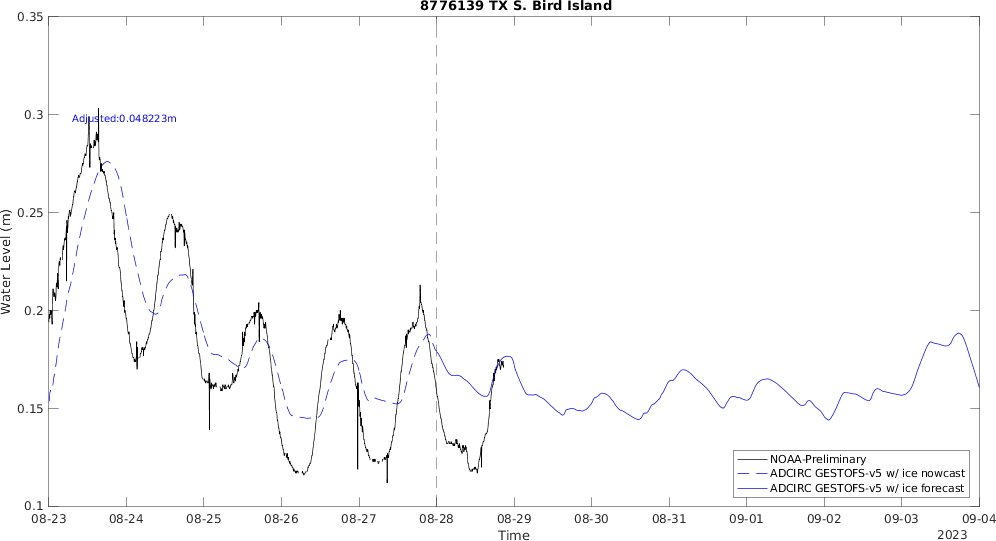 8776139 TX S. Bird Island
0.35
0.3
0.25
0.2
0.15
0.1
Water Level (m)
Adjusted:0.048223m
NOAA-Preliminary
ADCIRC GESTOFS-v5 w/ ice nowcast
ADCIRC GESTOFS-v5 w/ ice forecast
08-23 08-24 08-25 08-26 08-27 08-28 08-29 08-30 08-31 09-01 09-02 09-03 09-04
Time
2023